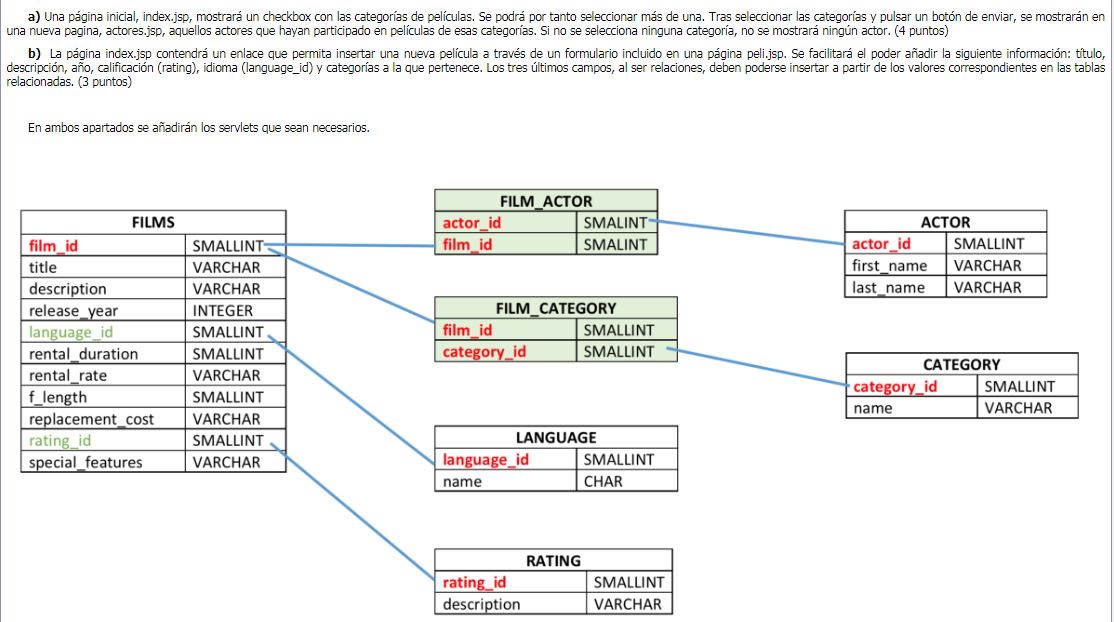 a) Una página inicial, index.jsp, mostrará un checkbox con las categorías de películas. Se podrá por tanto seleccionar más de una. Tras seleccionar las categorías y pulsar un botón de enviar, se mostrarán en
una nueva pagina, actores.jsp, aquellos actores que hayan participado en películas de esas categorías. Si no se selecciona ninguna categoría, no se mostrará ningún actor. (4 puntos)
b) La página index.jsp contendrá un enlace que permita insertar una nueva película a través de un formulario incluido en una página peli.jsp. Se facilitará el poder añadir la siguiente información: título,
descripción, año, calificación (rating), idioma (language_id) y categorías a la que pertenece. Los tres últimos campos, al ser relaciones, deben poderse insertar a partir de los valores correspondientes en las tablas
relacionadas. (3 puntos)
En ambos apartados se añadirán los servlets que sean necesarios.
FILMS
film_id SMALLINT
title VARCHAR
description VARCHAR
release_year INTEGER
language_id SMALLINT
rental_duration SMALLINT
rental_rate VARCHAR
f_length SMALLINT
replacement_cost VARCHAR
rating_id SMALLINT
special_features VARCHAR
FILM_ACTOR
actor_id SMALINT
film_id SMALINT
FILM_CATEGORY
film_id SMALLINT
category_id SMALLINT
LANGUAGE
language_id SMALLINT
name CHAR
RATING
rating_id SMALLINT
description VARCHAR
ACTOR
actor_id SMALLINT
first_name VARCHAR
last_name VARCHAR
CATEGORY
category_id SMALLINT
name VARCHAR